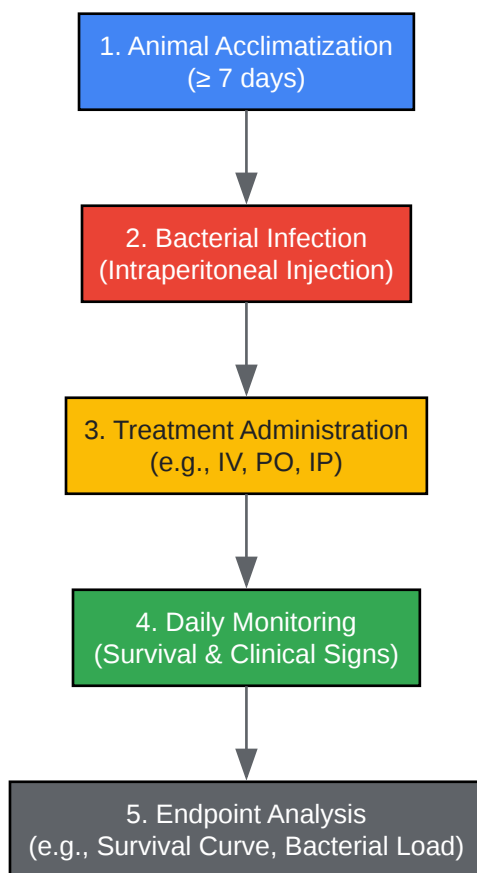 1. Animal Acclimatization
(≥ 7 days)
2. Bacterial Infection
(Intraperitoneal Injection)
3. Treatment Administration
(e.g., IV, PO, IP)
4. Daily Monitoring
(Survival & Clinical Signs)
5. Endpoint Analysis
(e.g., Survival Curve, Bacterial Load)